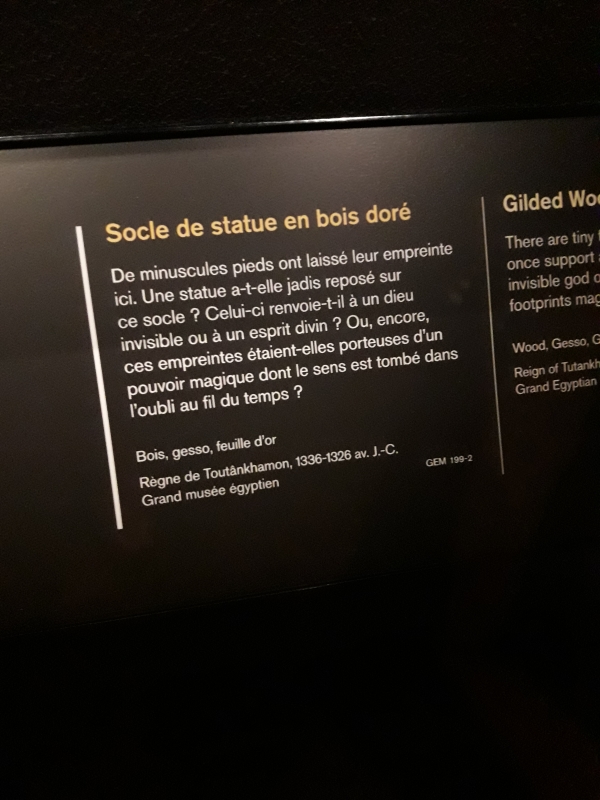 Socle de statue en bois doré
De minuscules pieds ont laissé leur empreinte
ici. Une statue a-t-elle jadis reposé sur
ce socle ? Celui-ci renvoie-t-il à un dieu
invisible ou à un esprit divin ? Ou, encore,
ces empreintes étaient-elles porteuses d'un
pouvoir magique dont le sens est tombé dans
l'oubli au fil du temps ?
Bois, gesso, feuille d'or
Règne de Toutânkhamon, 1336-1326 av. J.-C.
Grand musée égyptien
GEM 199-2
Gilded
There are tiny
once support
invisible god
footprints
Wood, Gesso,
Reign of
Grand Egyptian